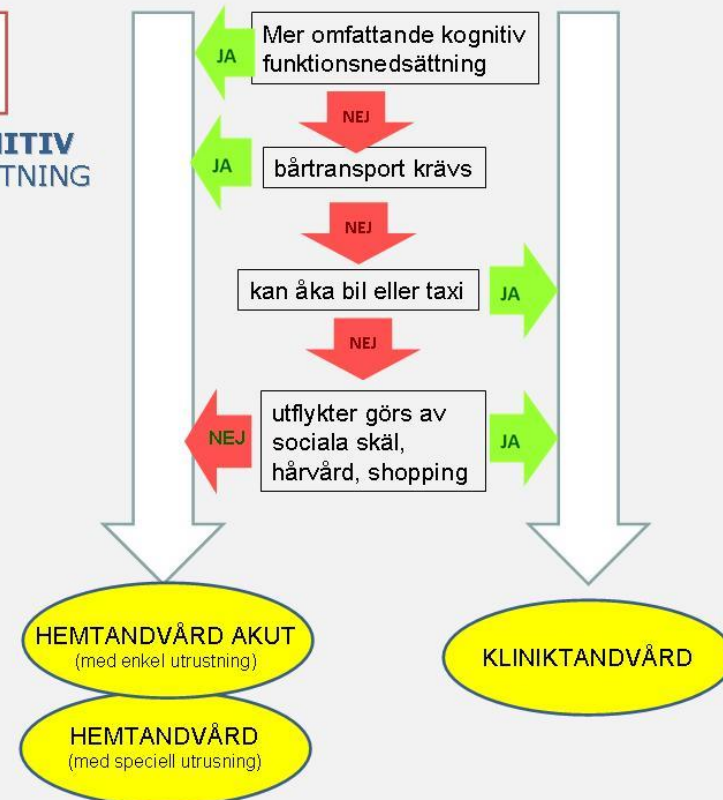 Mer omfattande kognitiv
funktionsnedsättning
JA
NEJ
TNING
JA
bårtransport krävs
NEJ
kan åka bil eller taxi
JA
NEJ
utflykter görs av
sociala skäl,
hårvård, shopping
NEJ
JA
HEMTANDVÅRD AKUT
(med enkel utrustning)
KLINIKTANDVÅRD
HEMTANDVÅRD
(med speciell utrusning)